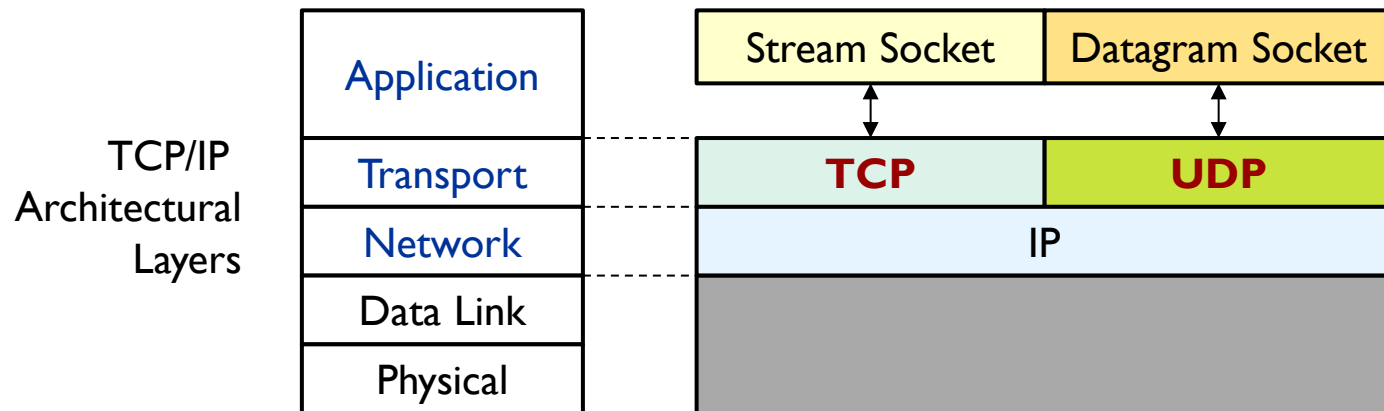 TCP/IP
Architectural
Layers
Application
Transport
Network
Data Link
Physical
Stream Socket
Datagram Socket
TCP
UDP
IP